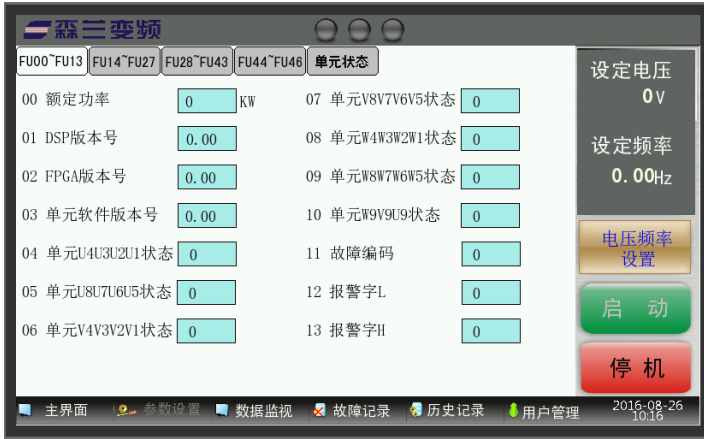 森兰变频
FU00~FU13 FU14~FU27 FU28~FU43 FU44~FU46 单元状态
00 额定功率 0 KW
01 DSP版本号 0.00
02 FPGA版本号 0.00
03 单元软件版本号 0.00
04 单元U4U3U2U1状态 0
05 单元U8U7U6U5状态 0
06 单元V4V3V2V1状态 0
07 单元V8V7V6V5状态 0
08 单元W4W3W2W1状态 0
09 单元W8W7W6W5状态 0
10 单元W9V9U9状态 0
11 故障编码 0
12 报警字L 0
13 报警字H 0
设定电压
0V
设定频率
0.00Hz
电压频率
设置
启 动
停 机
主界面 参数设置 数据监视 故障记录 历史记录 用户管理
2016-08-26
10:16